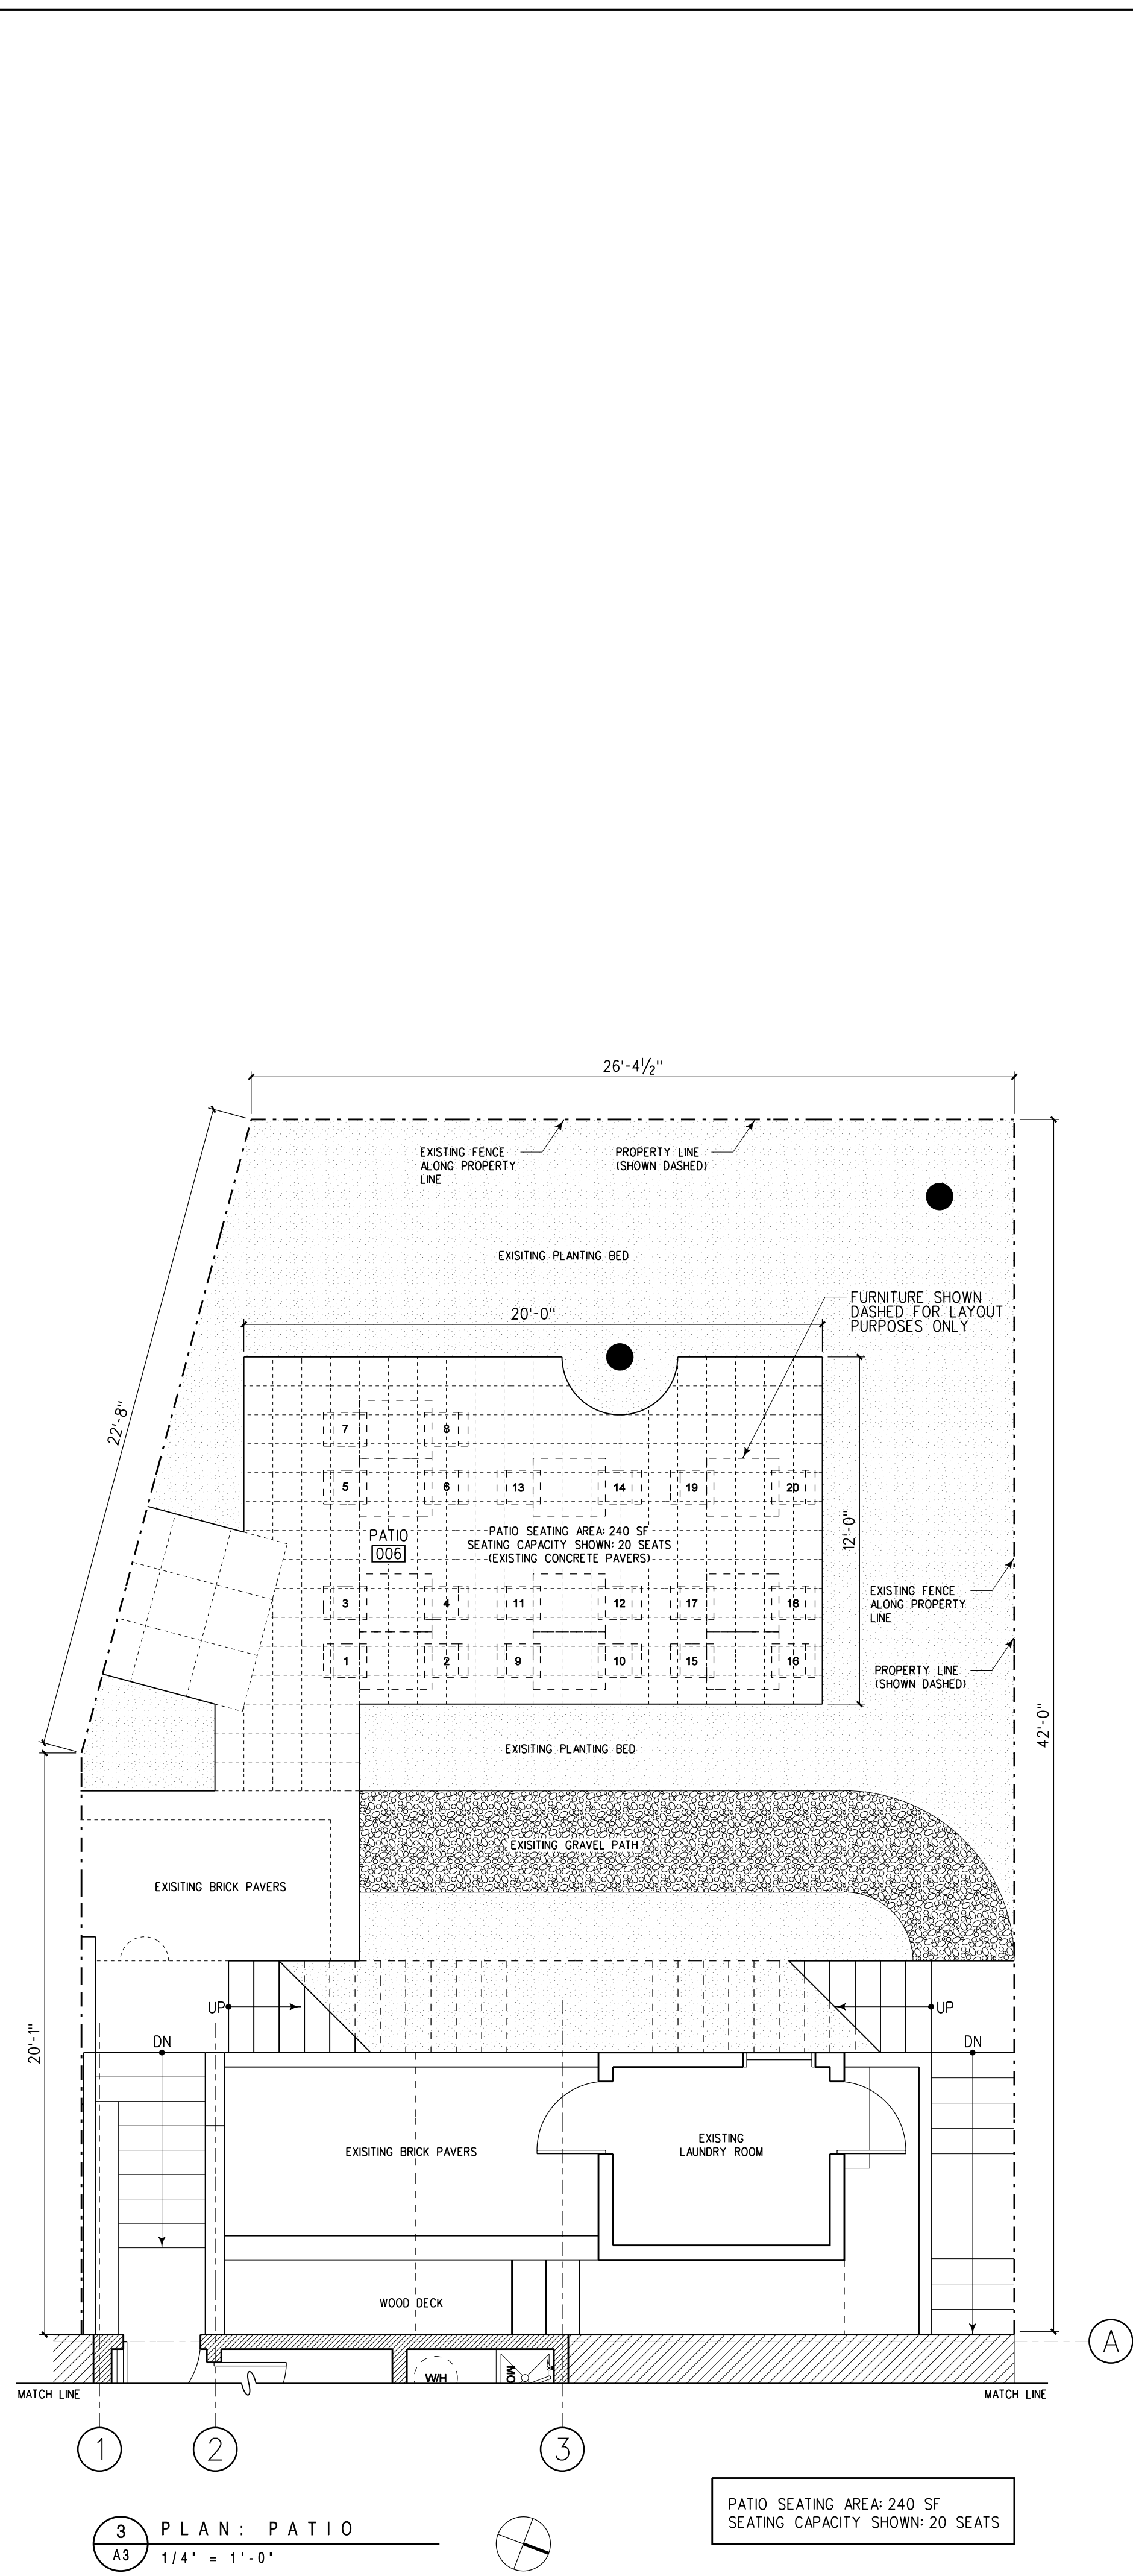 26'-4 1/2"
EXISTING FENCE
ALONG PROPERTY
LINE
PROPERTY LINE
(SHOWN DASHED)
EXISITING PLANTING BED
FURNITURE SHOWN
DASHED FOR LAYOUT
PURPOSES ONLY
20'-0"
22'-8"
7
8
5
6
13
14
19
20
PATIO
006
PATIO SEATING AREA: 240 SF
SEATING CAPACITY SHOWN: 20 SEATS
(EXISTING CONCRETE PAVERS)
12'-0"
3
4
11
12
17
18
EXISTING FENCE
ALONG PROPERTY
LINE
1
2
9
10
15
16
PROPERTY LINE
(SHOWN DASHED)
42'-0"
EXISITING PLANTING BED
EXISITING GRAVEL PATH
EXISITING BRICK PAVERS
UP
UP
DN
DN
20'-1"
EXISITING BRICK PAVERS
EXISTING
LAUNDRY ROOM
WOOD DECK
A
W/H
MO
MATCH LINE
MATCH LINE
1
2
3
PATIO SEATING AREA: 240 SF
SEATING CAPACITY SHOWN: 20 SEATS
3
A3
PLAN: PATIO
1/4" = 1'-0"